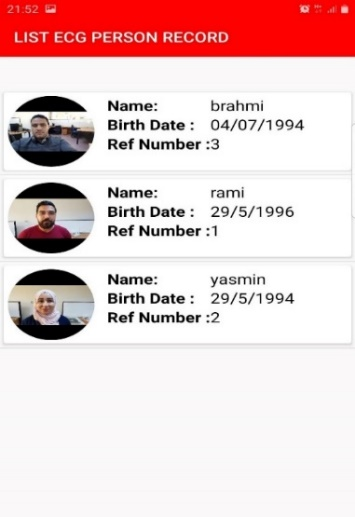 21:52
LIST ECG PERSON RECORD
Name: brahmi
Birth Date : 04/07/1994
Ref Number :3
Name: rami
Birth Date : 29/5/1996
Ref Number :1
Name: yasmin
Birth Date : 29/5/1994
Ref Number :2